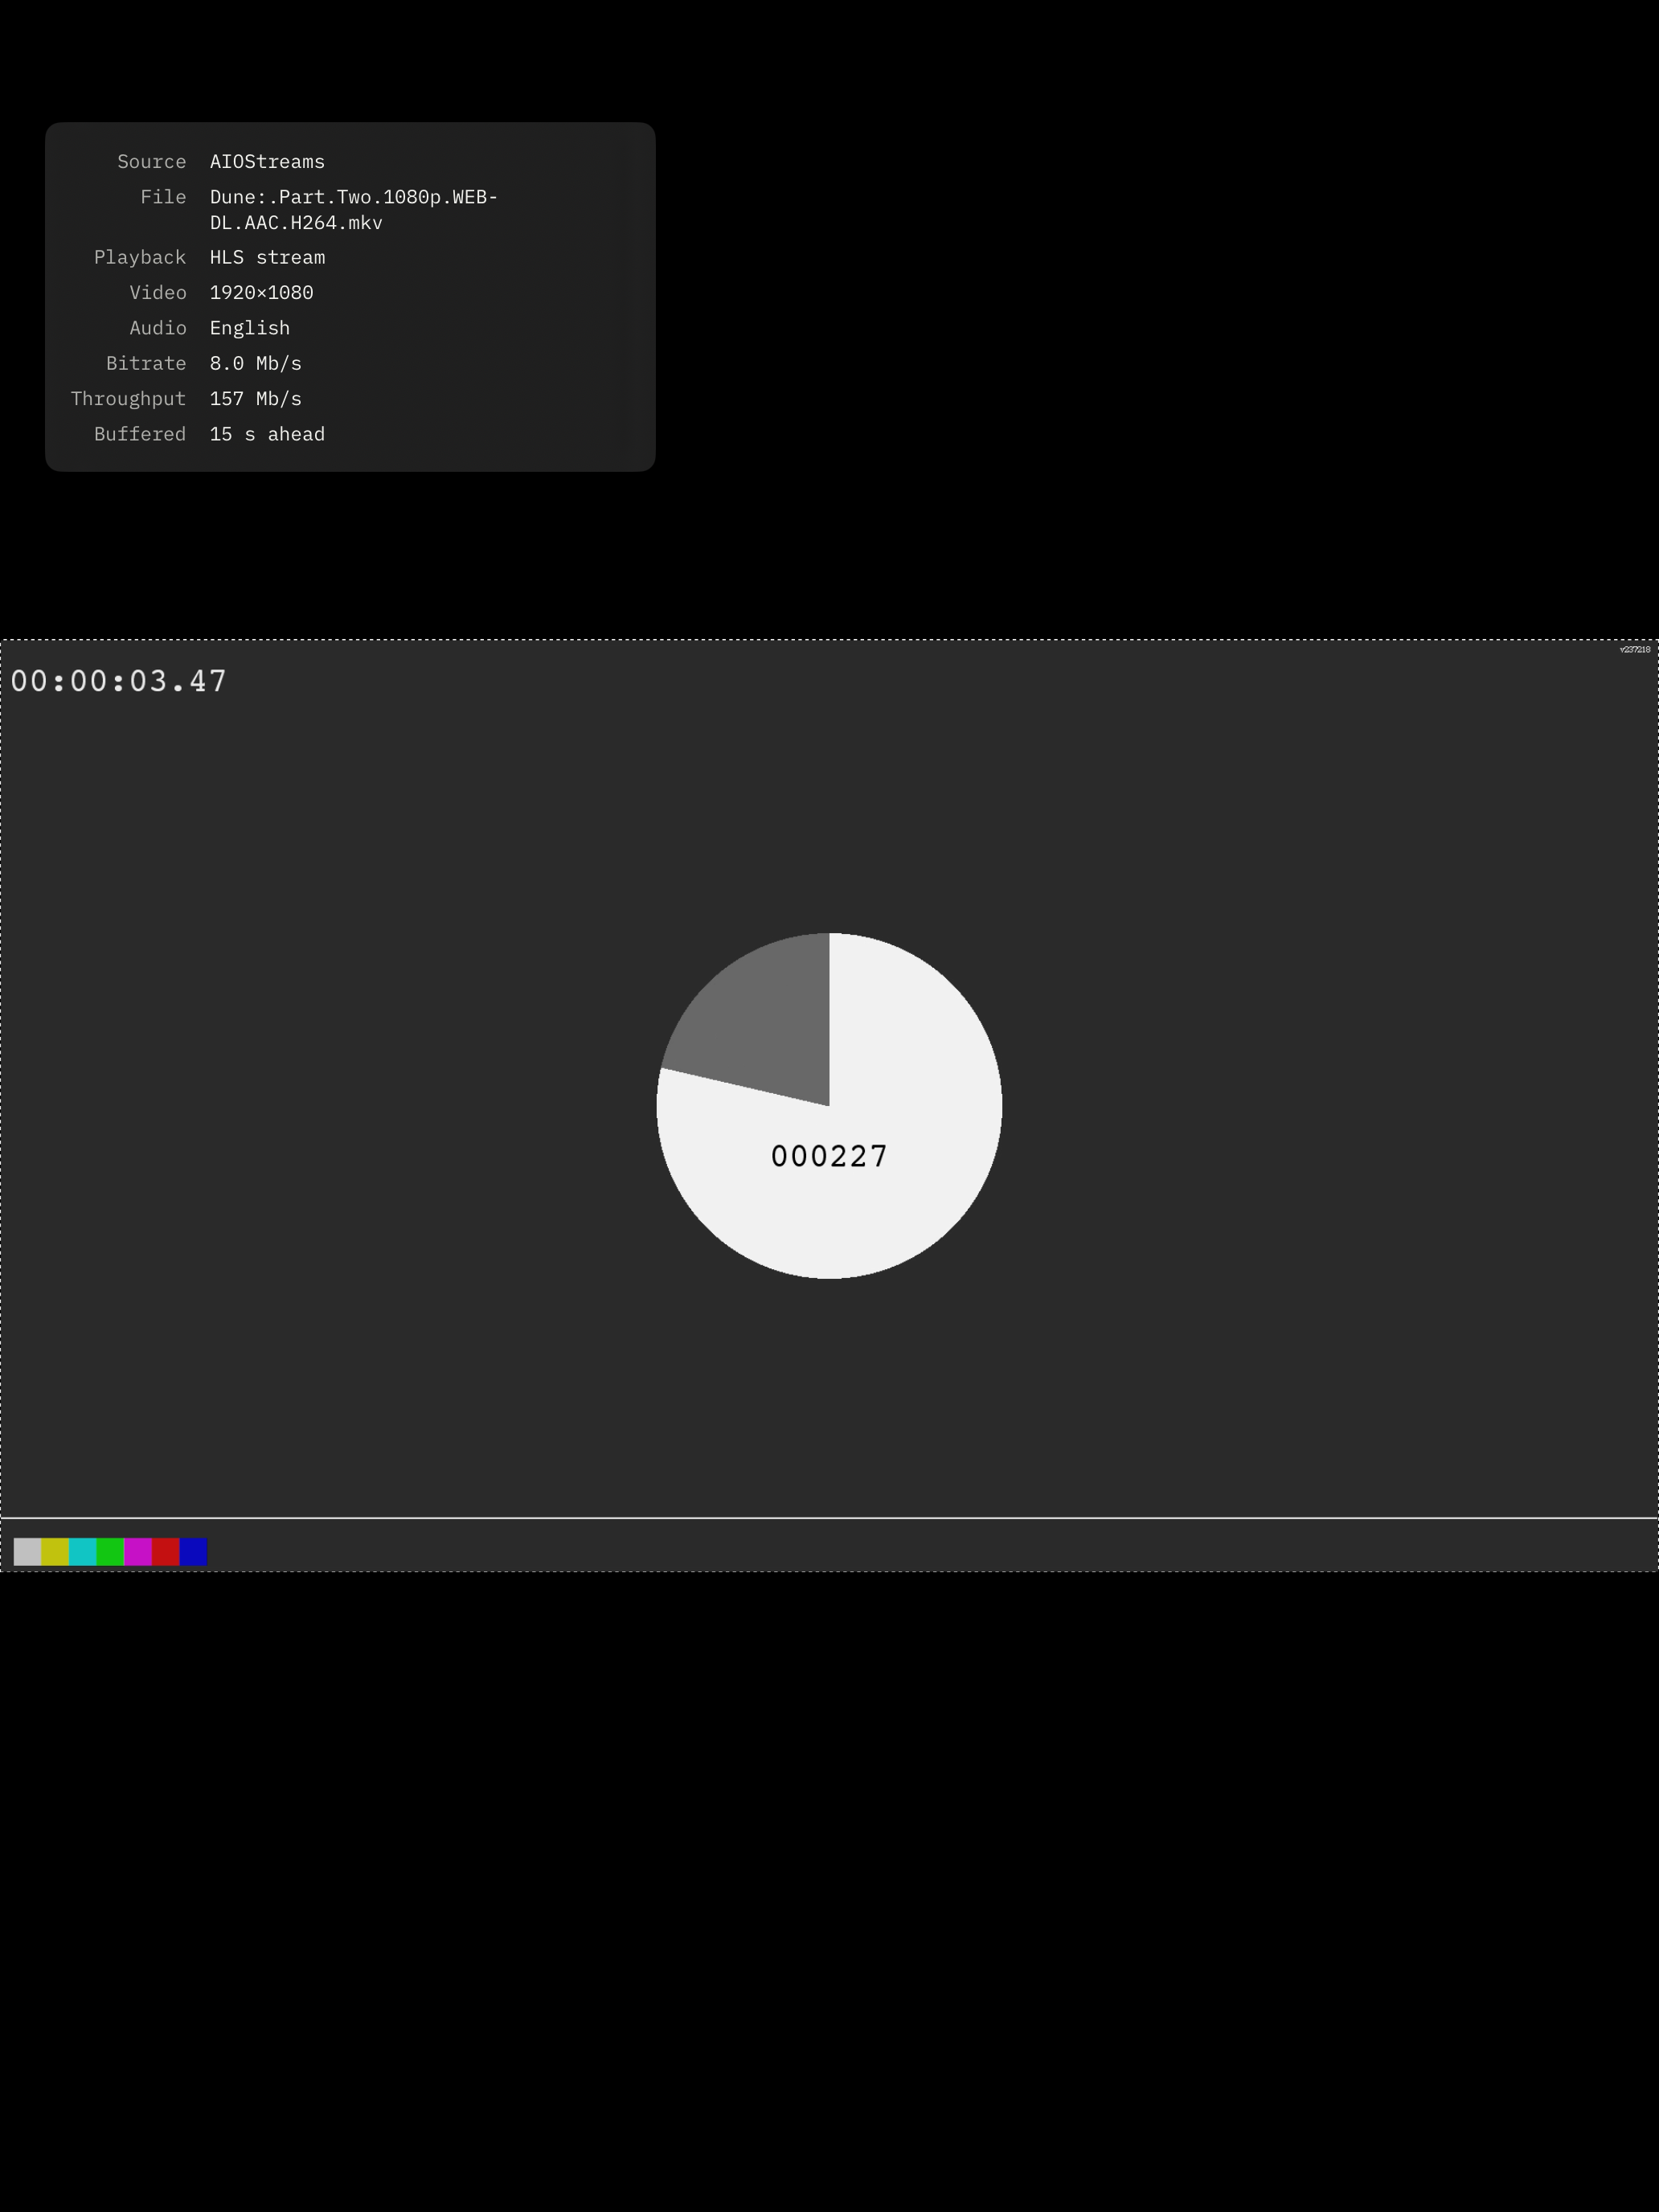 Source AIOStreams
File Dune:.Part.Two.1080p.WEB-
DL.AAC.H264.mkv
Playback HLS stream
Video 1920×1080
Audio English
Bitrate 8.0 Mb/s
Throughput 157 Mb/s
Buffered 15 s ahead
v237218
00:00:03.47
000227